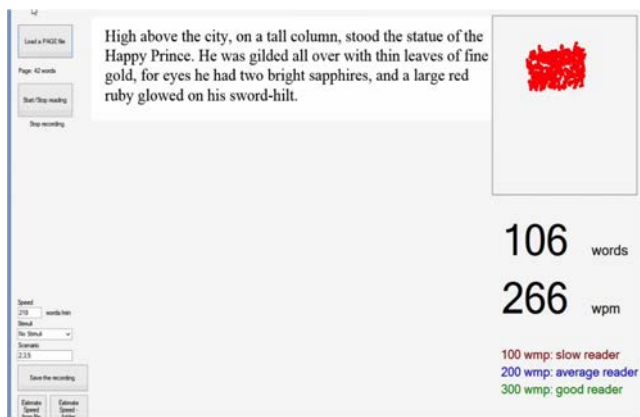 Load a PAGE file
High above the city, on a tall column, stood the statue of the
Happy Prince. He was gilded all over with thin leaves of fine
gold, for eyes he had two bright sapphires, and a large red
ruby glowed on his sword-hilt.
Page: 42 words
Start/Stop reading
Stop recording
106 words
266 wpm
100 wmp: slow reader
200 wmp: average reader
300 wmp: good reader
Speed
words/min
Stimuli
No Stimuli
Scenario
2,3,5
Save the recording
Estimate
Speed
Estimate
Speed -